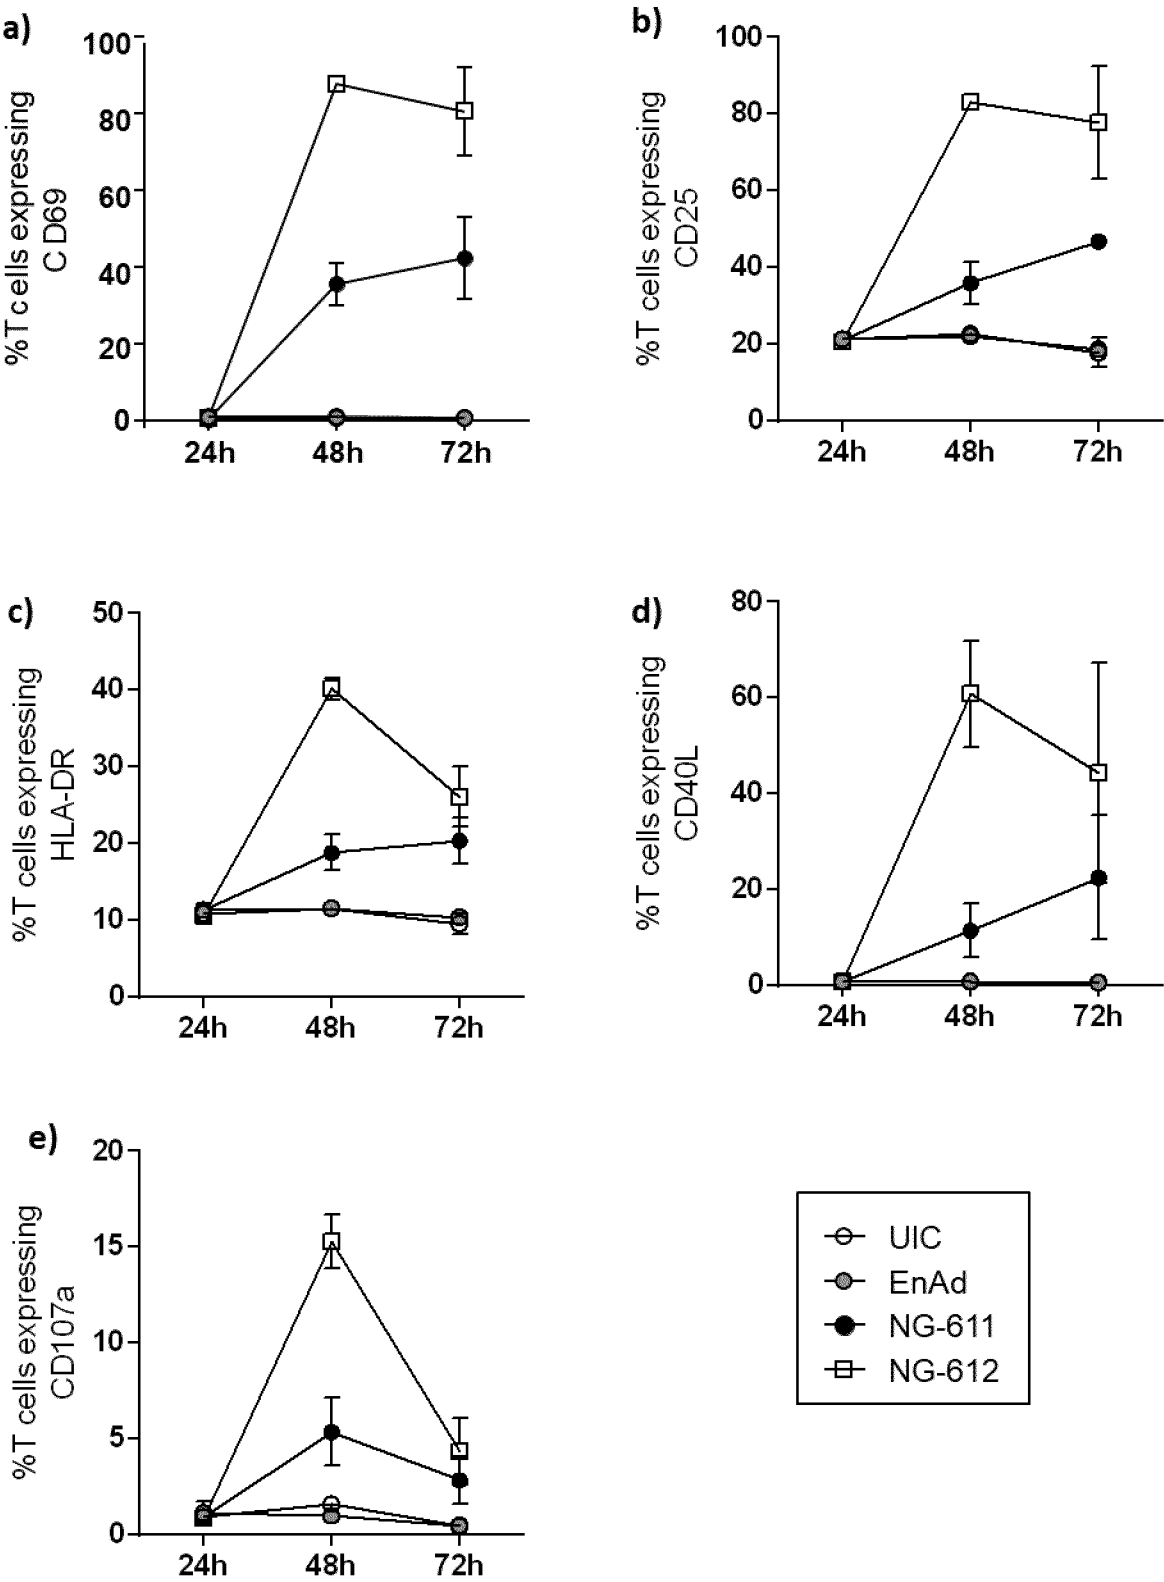 a)
%T cells expressing
CD69
100
80
60
40
20
0
24h 48h 72h
b)
%T cells expressing
CD25
100
80
60
40
20
0
24h 48h 72h
c)
%T cells expressing
HLA-DR
50
40
30
20
10
0
24h 48h 72h
d)
%T cells expressing
CD40L
80
60
40
20
0
24h 48h 72h
e)
%T cells expressing
CD107a
20
15
10
5
0
24h 48h 72h
UIC
EnAd
NG-611
NG-612